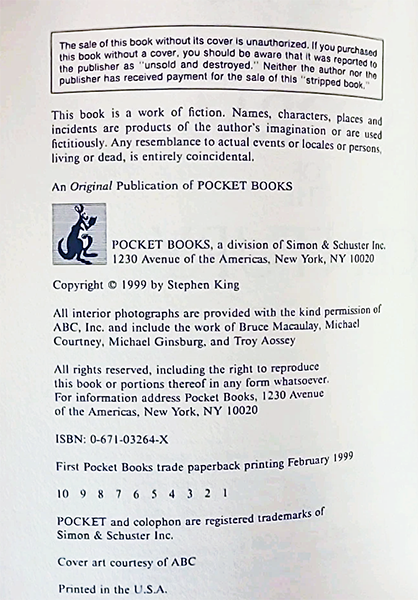 The sale of this book without its cover is unauthorized. If you purchased
this book without a cover, you should be aware that it was reported to
the publisher as "unsold and destroyed." Neither the author nor the
publisher has received payment for the sale of this "stripped book."
This book is a work of fiction. Names, characters, places and
incidents are products of the author's imagination or are used
fictitiously. Any resemblance to actual events or locales or persons,
living or dead, is entirely coincidental.
An Original Publication of POCKET BOOKS
POCKET BOOKS, a division of Simon & Schuster Inc.
1230 Avenue of the Americas, New York, NY 10020
Copyright © 1999 by Stephen King
All interior photographs are provided with the kind permission of
ABC, Inc. and include the work of Bruce Macaulay, Michael
Courtney, Michael Ginsburg, and Troy Aossey
All rights reserved, including the right to reproduce
this book or portions thereof in any form whatsoever.
For information address Pocket Books, 1230 Avenue
of the Americas, New York, NY 10020
ISBN: 0-671-03264-X
First Pocket Books trade paperback printing February 1999
10 9 8 7 6 5 4 3 2 1
POCKET and colophon are registered trademarks of
Simon & Schuster Inc.
Cover art courtesy of ABC
Printed in the U.S.A.